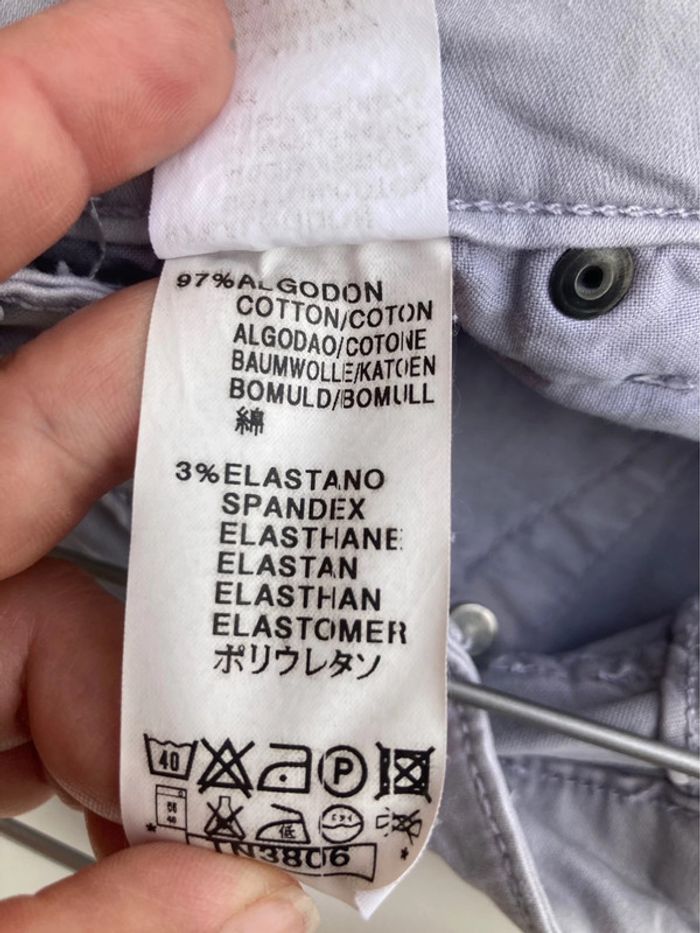 97% ALGODON
COTTON/COTON
ALGODAO/COTONE
BAUMWOLLE/KATOEN
BOMULD/BOMULL
綿
3% ELASTANO
SPANDEX
ELASTHANE
ELASTAN
ELASTHAN
ELASTOMER
ポリウレタン
40 P
低
IN3806